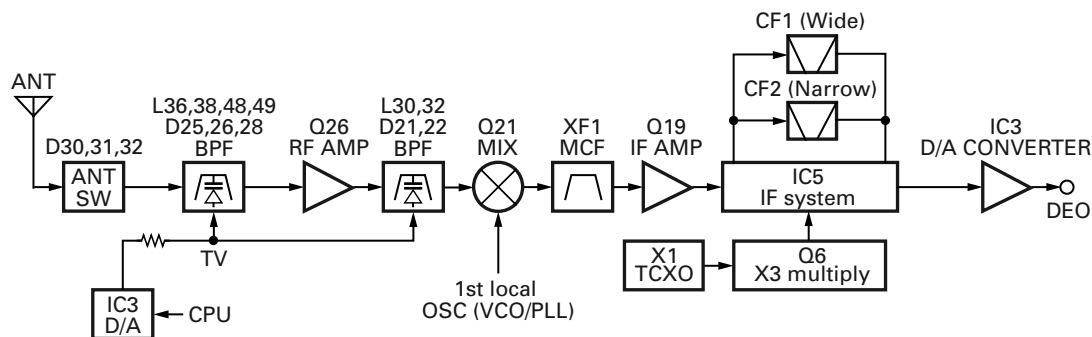 CF1 (Wide)
CF2 (Narrow)
ANT
L36,38,48,49
D25,26,28
BPF
L30,32
D21,22
BPF
Q26
RF AMP
Q21
MIX
XF1
MCF
Q19
IF AMP
IC3
D/A CONVERTER
D30,31,32
ANT
SW
IC5
IF system
DEO
TV
X1
TCXO
Q6
X3 multiply
1st local
OSC (VCO/PLL)
IC3
D/A
CPU